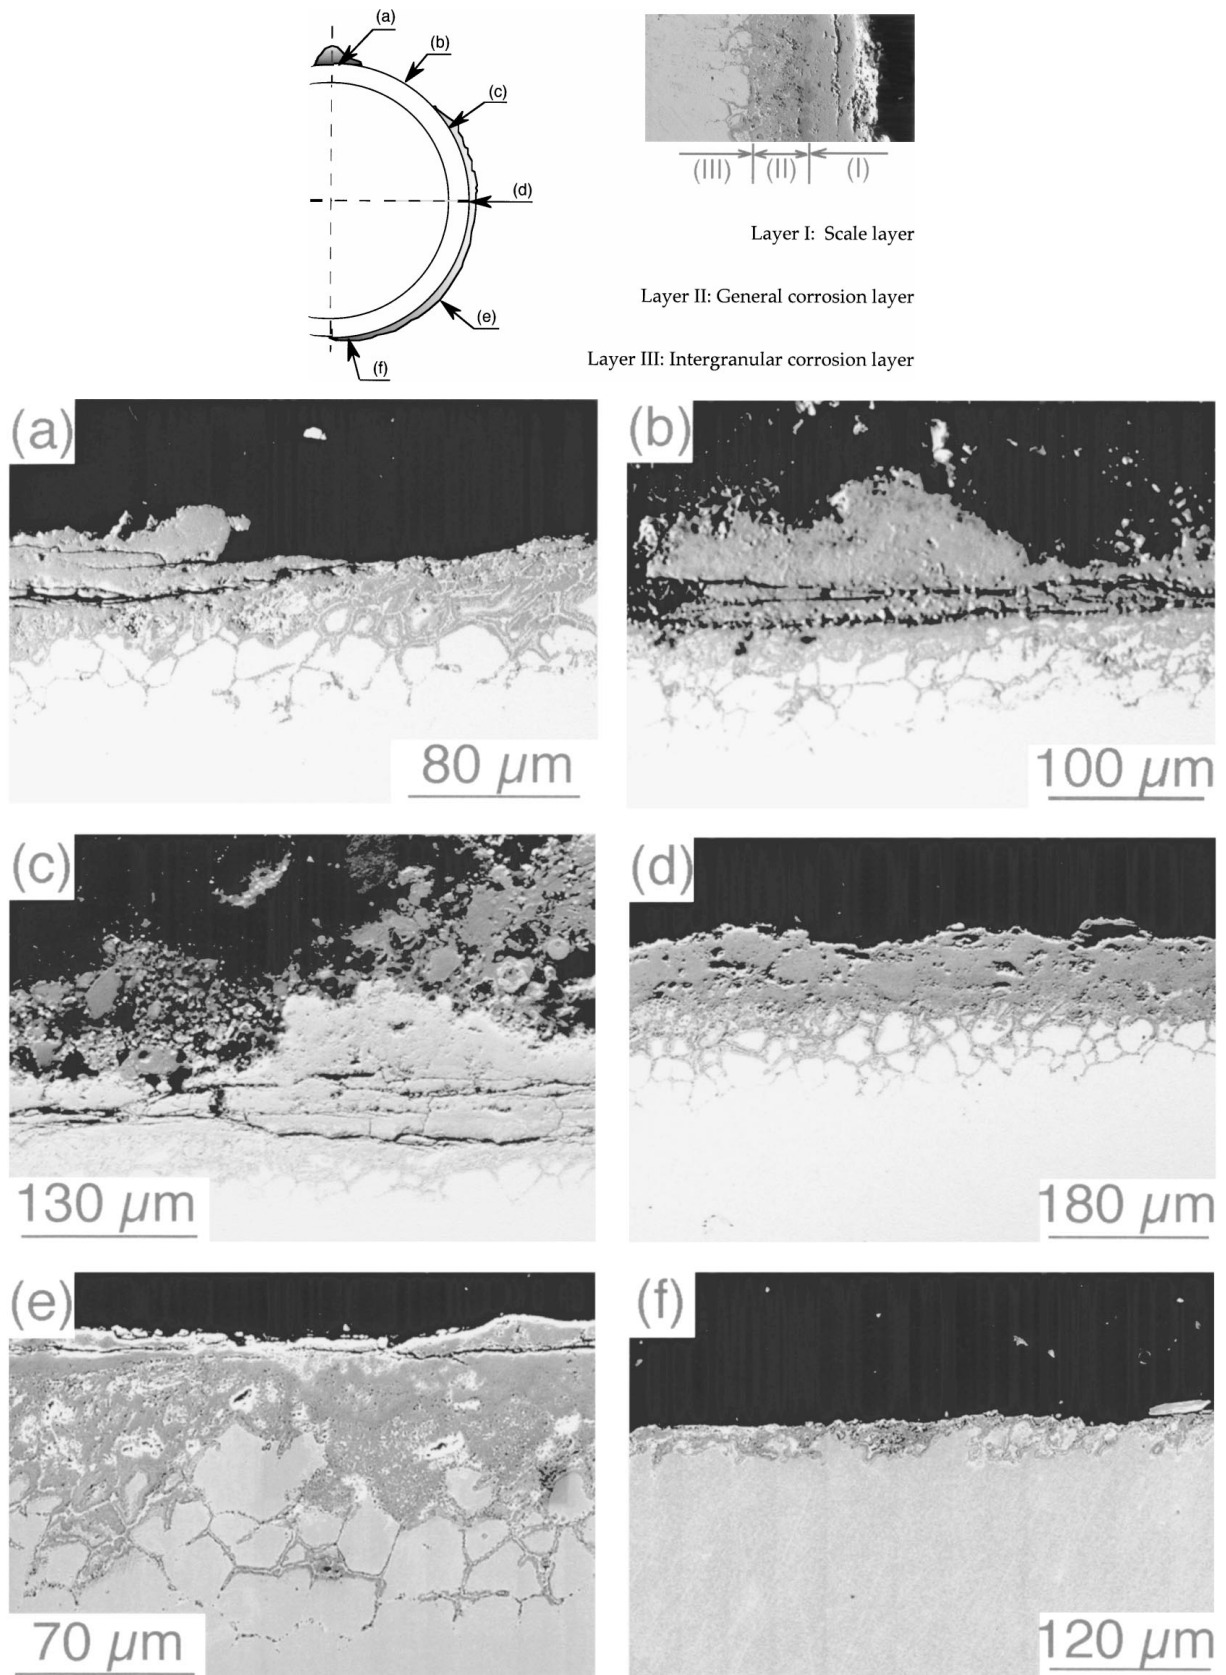 (a)
(b)
(c)
(d)
(e)
(f)
(III) (II) (I)
Layer I: Scale layer
Layer II: General corrosion layer
Layer III: Intergranular corrosion layer
(a)
80 µm
(b)
100 µm
(c)
130 µm
(d)
180 µm
(e)
70 µm
(f)
120 µm